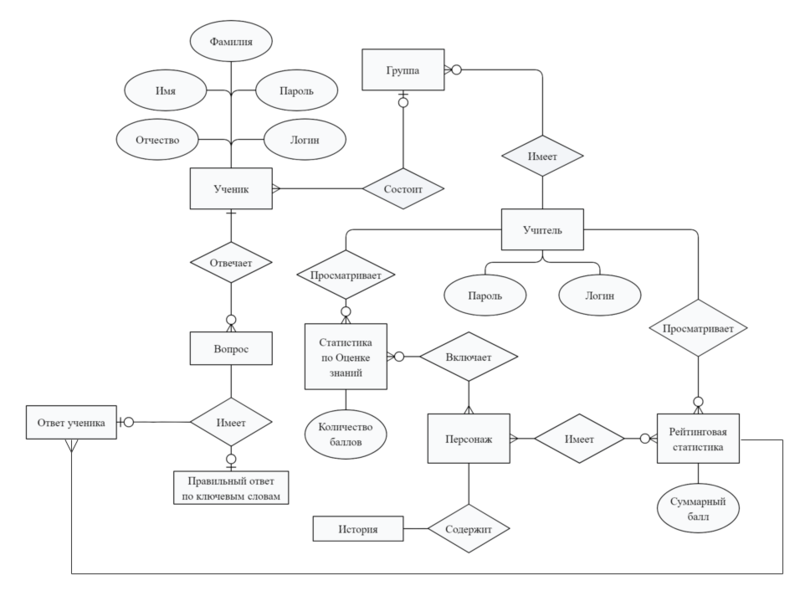 Фамилия
Группа
Имя
Пароль
Отчество
Логин
Имеет
Ученик
Состоит
Учитель
Отвечает
Просматривает
Пароль
Логин
Просматривает
Вопрос
Статистика
по Оценке
знаний
Включает
Ответ ученика
Имеет
Количество
баллов
Персонаж
Имеет
Рейтинговая
статистика
Правильный ответ
по ключевым словам
Суммарный
балл
История
Содержит